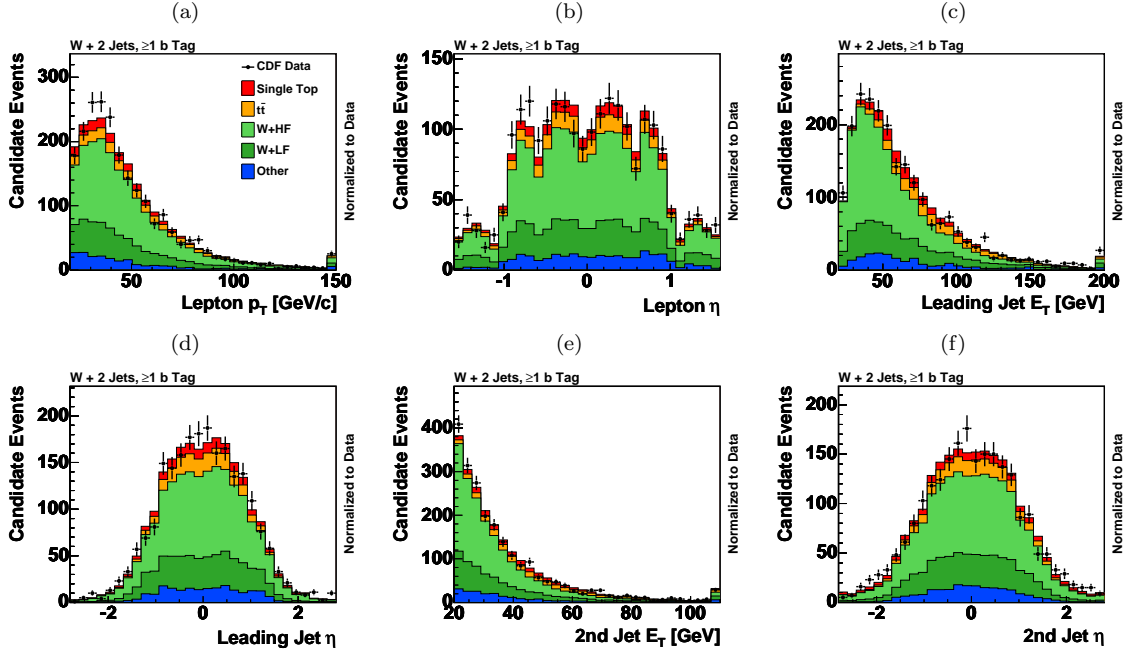 (a)
W + 2 Jets, ≥1 b Tag
Candidate Events
300
200
100
0
50
100
150
Lepton p_T [GeV/c]
Normalized to Data
CDF Data
Single Top
tt̄
W+HF
W+LF
Other
(b)
W + 2 Jets, ≥1 b Tag
Candidate Events
150
100
50
0
-1
0
1
Lepton η
Normalized to Data
(c)
W + 2 Jets, ≥1 b Tag
Candidate Events
200
100
0
50
100
150
200
Leading Jet E_T [GeV]
Normalized to Data
(d)
W + 2 Jets, ≥1 b Tag
Candidate Events
200
150
100
50
0
-2
0
2
Leading Jet η
Normalized to Data
(e)
W + 2 Jets, ≥1 b Tag
Candidate Events
400
300
200
100
0
20
40
60
80
100
2nd Jet E_T [GeV]
Normalized to Data
(f)
W + 2 Jets, ≥1 b Tag
Candidate Events
200
150
100
50
0
-2
0
2
2nd Jet η
Normalized to Data